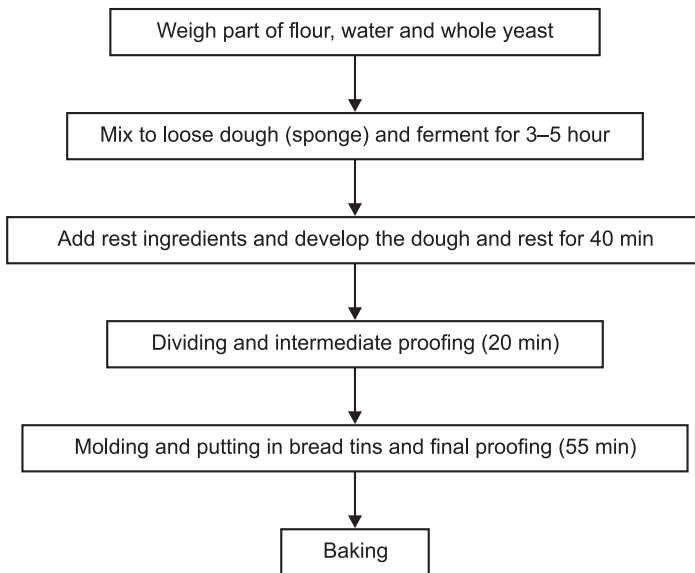 Weigh part of flour, water and whole yeast
Mix to loose dough (sponge) and ferment for 3–5 hour
Add rest ingredients and develop the dough and rest for 40 min
Dividing and intermediate proofing (20 min)
Molding and putting in bread tins and final proofing (55 min)
Baking